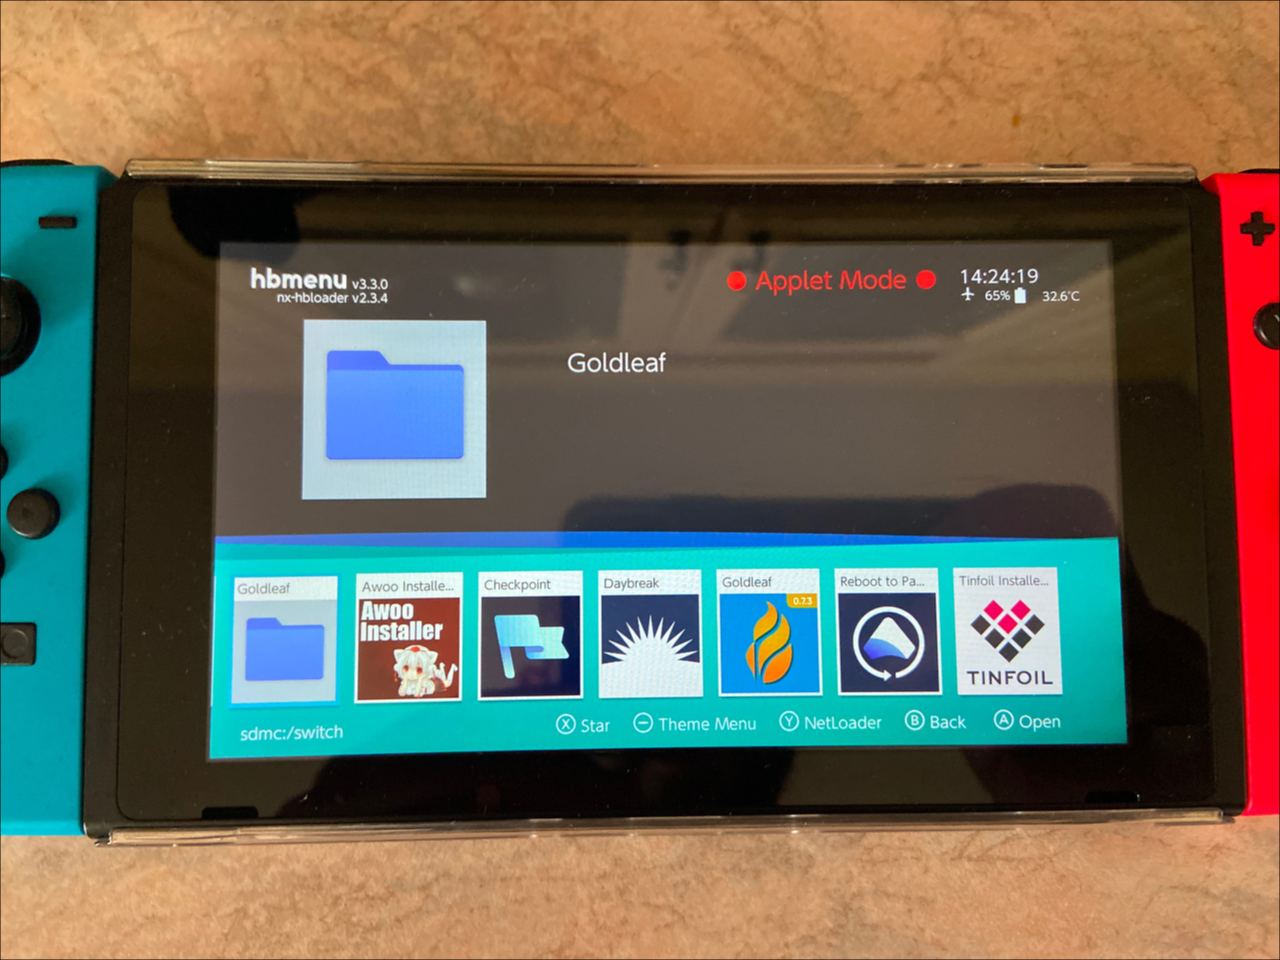 hbmenu v3.3.0
nx-hbloader v2.3.4
Applet Mode
14:24:19
65% 32.6°C
Goldleaf
Goldleaf
Awoo Installe...
Checkpoint
Daybreak
Goldleaf
Reboot to Pa...
Tinfoil Installe...
Awoo
Installer
0.7.3
TINFOIL
sdmc:/switch
X Star
Theme Menu
Y NetLoader
B Back
A Open